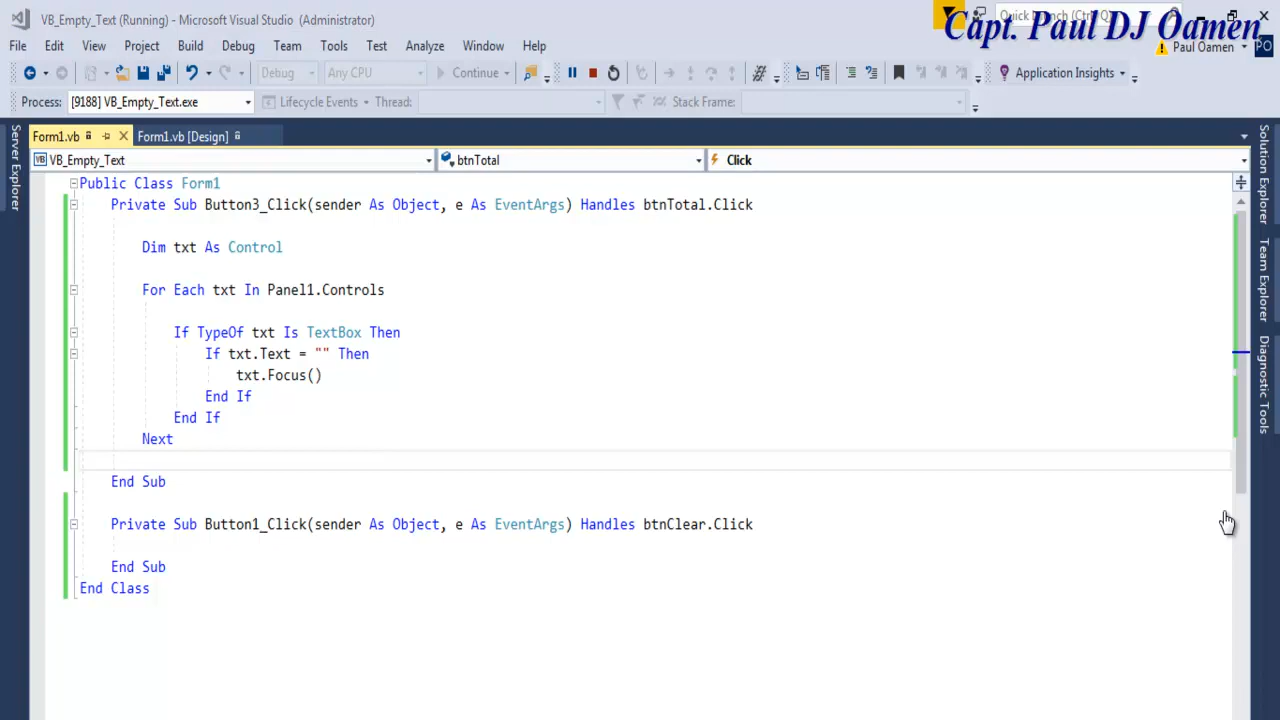 VB_Empty_Text (Running) - Microsoft Visual Studio (Administrator)
Quick Launch (Ctrl+Q)
Capt. Paul DJ Oamen
File Edit View Project Build Debug Team Tools Test Analyze Window Help
Paul Oamen PO
Debug Any CPU Continue Application Insights
Process: [9188] VB_Empty_Text.exe Lifecycle Events Thread: Stack Frame:
Server Explorer
Form1.vb Form1.vb [Design]
VB VB_Empty_Text btnTotal Click
Public Class Form1
Private Sub Button3_Click(sender As Object, e As EventArgs) Handles btnTotal.Click
Dim txt As Control
For Each txt In Panel1.Controls
If TypeOf txt Is TextBox Then
If txt.Text = "" Then
txt.Focus()
End If
End If
Next
End Sub
Private Sub Button1_Click(sender As Object, e As EventArgs) Handles btnClear.Click
End Sub
End Class
Solution Explorer
Team Explorer
Diagnostic Tools